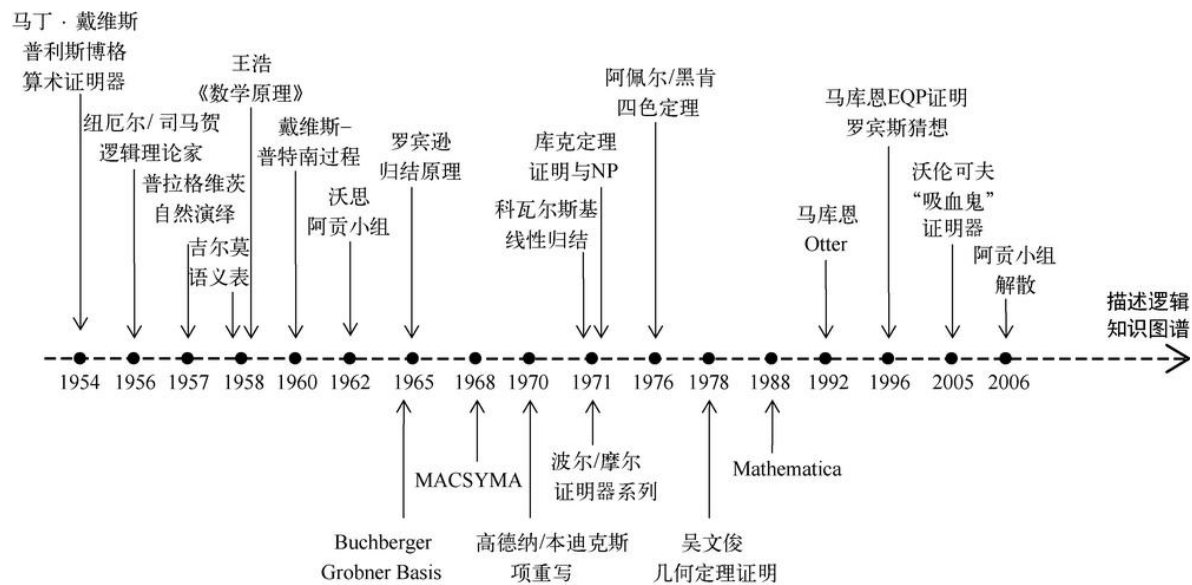 马丁·戴维斯
普利斯博格
算术证明器
纽厄尔/ 司马贺
逻辑理论家
普拉格维茨
自然演绎
吉尔莫
语义表
王浩
《数学原理》
戴维斯–
普特南过程
沃思
阿贡小组
罗宾逊
归结原理
科瓦尔斯基
线性归结
库克定理
证明与NP
阿佩尔/黑肯
四色定理
马库恩
Otter
马库恩EQP证明
罗宾斯猜想
沃伦可夫
“吸血鬼”
证明器
阿贡小组
解散
描述逻辑
知识图谱
1954 1956 1957 1958 1960 1962 1965 1968 1970 1971 1976 1978 1988 1992 1996 2005 2006
Buchberger
Grobner Basis
MACSYMA
高德纳/本迪克斯
项重写
波尔/摩尔
证明器系列
吴文俊
几何定理证明
Mathematica